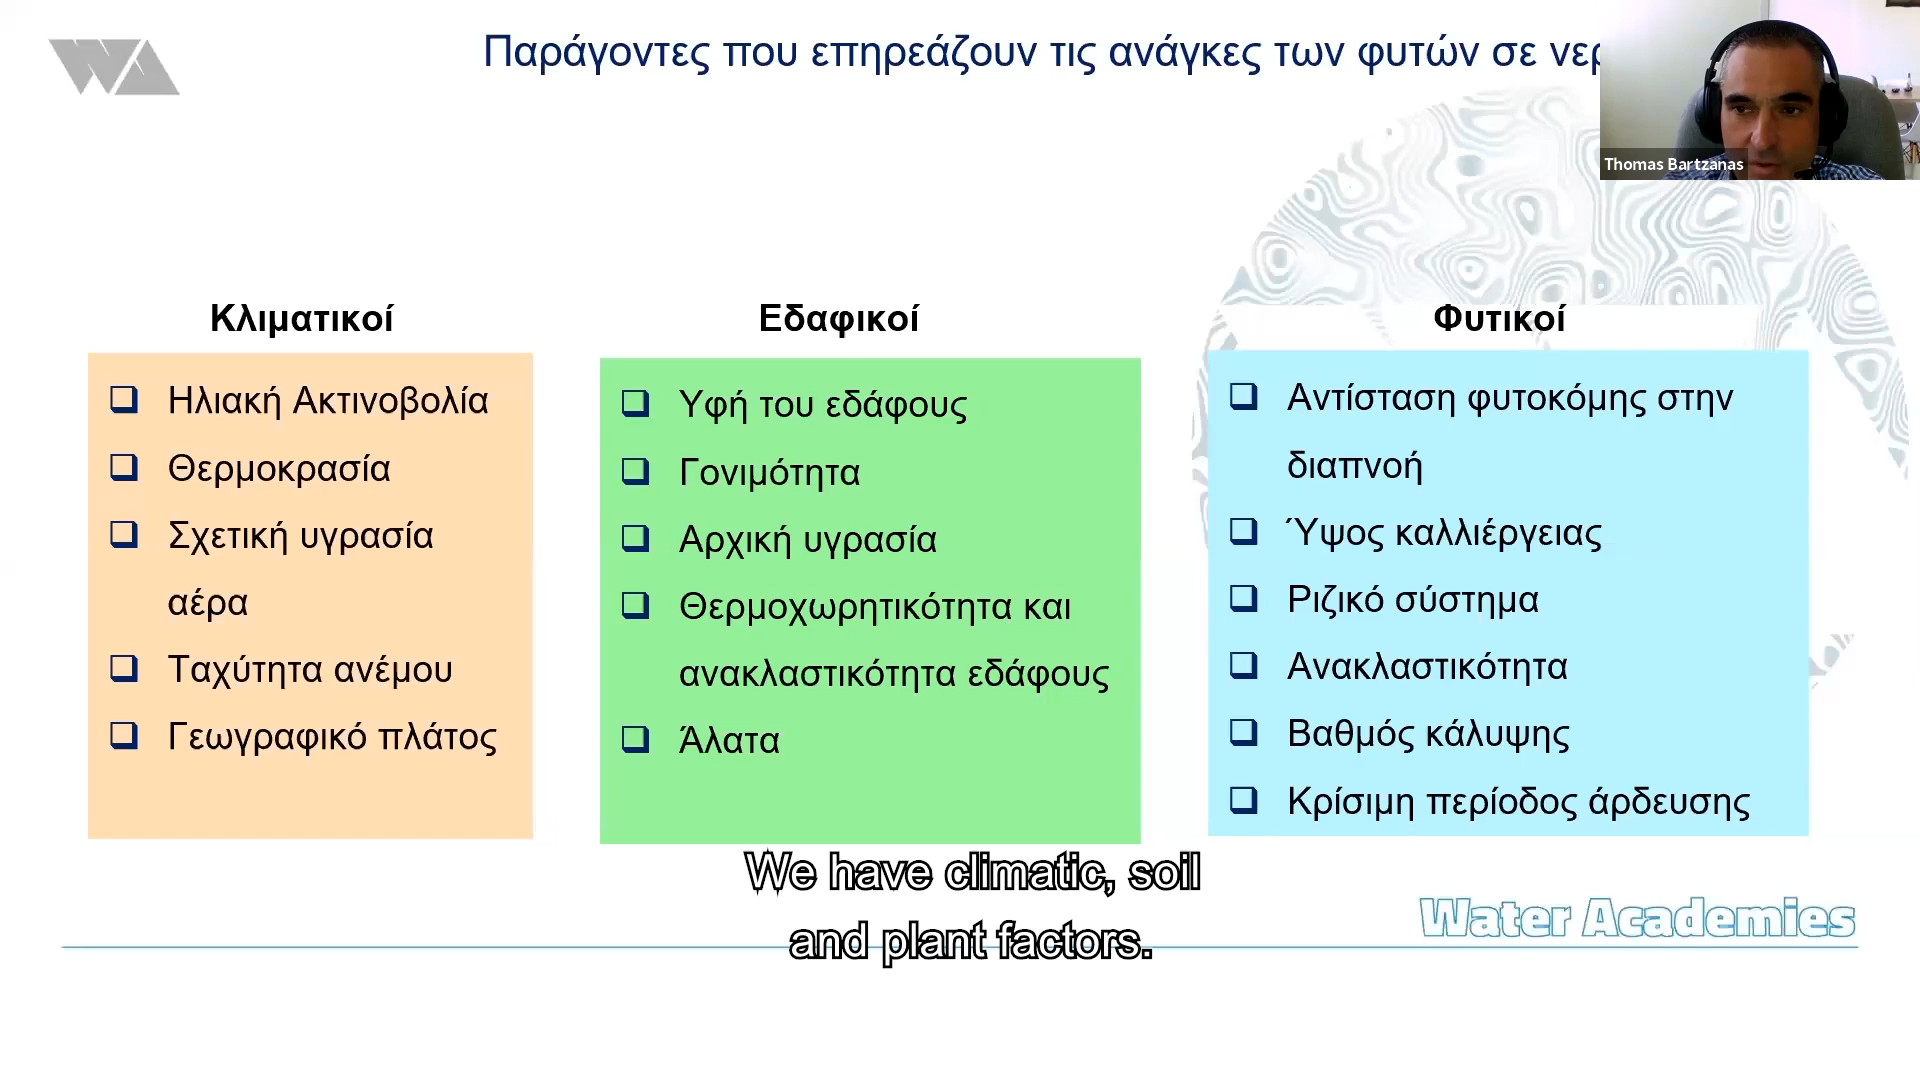 WA
Παράγοντες που επηρεάζουν τις ανάγκες των φυτών σε
Thomas Bartzanas
Κλιματικοί
Ηλιακή Ακτινοβολία
Θερμοκρασία
Σχετική υγρασία
αέρα
Ταχύτητα ανέμου
Γεωγραφικό πλάτος
Εδαφικοί
Υφή του εδάφους
Γονιμότητα
Αρχική υγρασία
Θερμοχωρητικότητα και
ανακλαστικότητα εδάφους
Άλατα
Φυτικοί
Αντίσταση φυτοκόμης στην
διαπνοή
Ύψος καλλιέργειας
Ριζικό σύστημα
Ανακλαστικότητα
Βαθμός κάλυψης
Κρίσιμη περίοδος άρδευσης
We have climatic, soil
and plant factors.
Water Academies